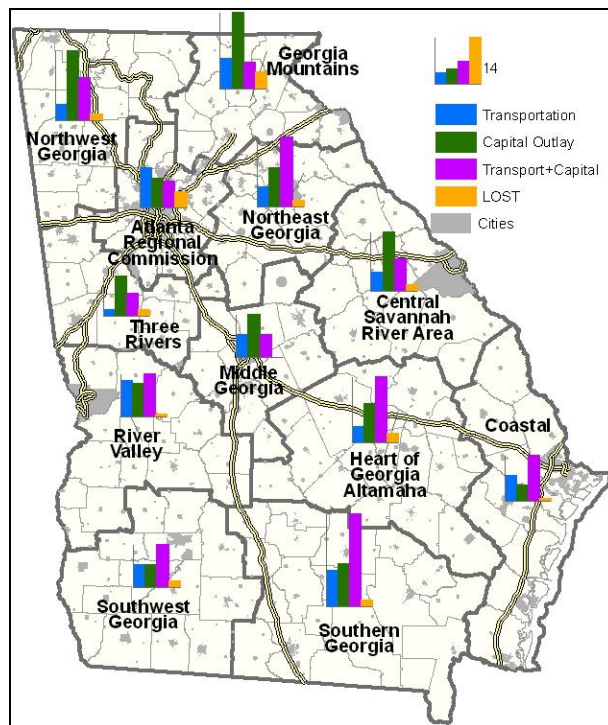 Georgia
Mountains
14
Transportation
Capital Outlay
Transport+Capital
LOST
Cities
Northwest
Georgia
Northeast
Georgia
Atlanta
Regional
Commission
Central
Savannah
River Area
Three
Rivers
Middle
Georgia
Coastal
River
Valley
Heart of
Georgia
Altamaha
Southwest
Georgia
Southern
Georgia